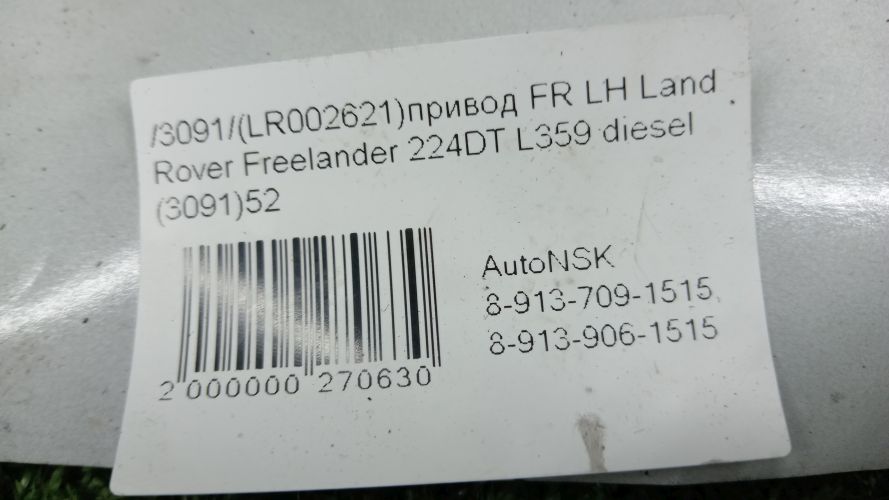 /3091/(LR002621)привод FR LH Land
Rover Freelander 224DT L359 diesel
(3091)52
AutoNSK
8-913-709-1515,
8-913-906-1515
2 000000 270630